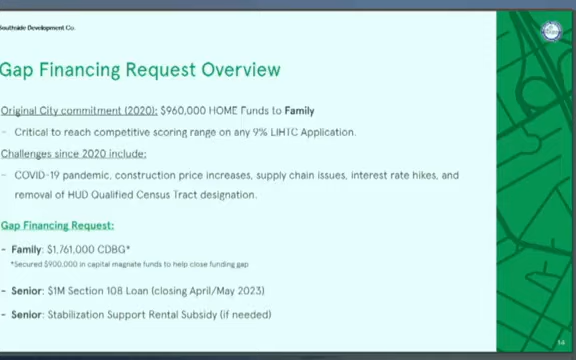 Southside Development Co.
Gap Financing Request Overview
Original City commitment (2020): $960,000 HOME Funds to Family
- Critical to reach competitive scoring range on any 9% LIHTC Application.
Challenges since 2020 include:
- COVID-19 pandemic, construction price increases, supply chain issues, interest rate hikes, and
removal of HUD Qualified Census Tract designation.
Gap Financing Request:
- Family: $1,761,000 CDBG*
*Secured $900,000 in capital magnate funds to help close funding gap
- Senior: $1M Section 108 Loan (closing April/May 2023)
- Senior: Stabilization Support Rental Subsidy (if needed)
14